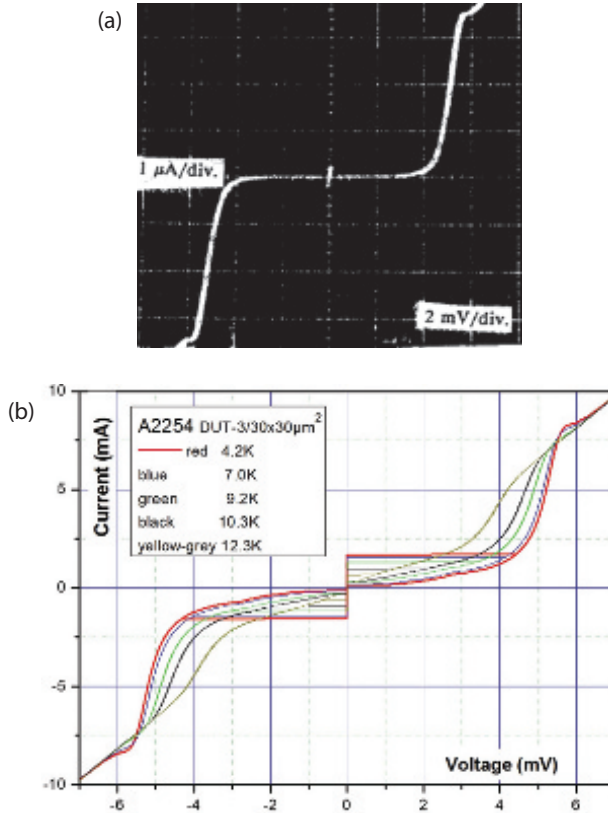 (a)
1 µA/div.
2 mV/div.
(b)
10
5
0
-5
-10
Current (mA)
A2254 DUT-3/30x30µm²
red 4.2K
blue 7.0K
green 9.2K
black 10.3K
yellow-grey 12.3K
Voltage (mV)
-6 -4 -2 0 2 4 6